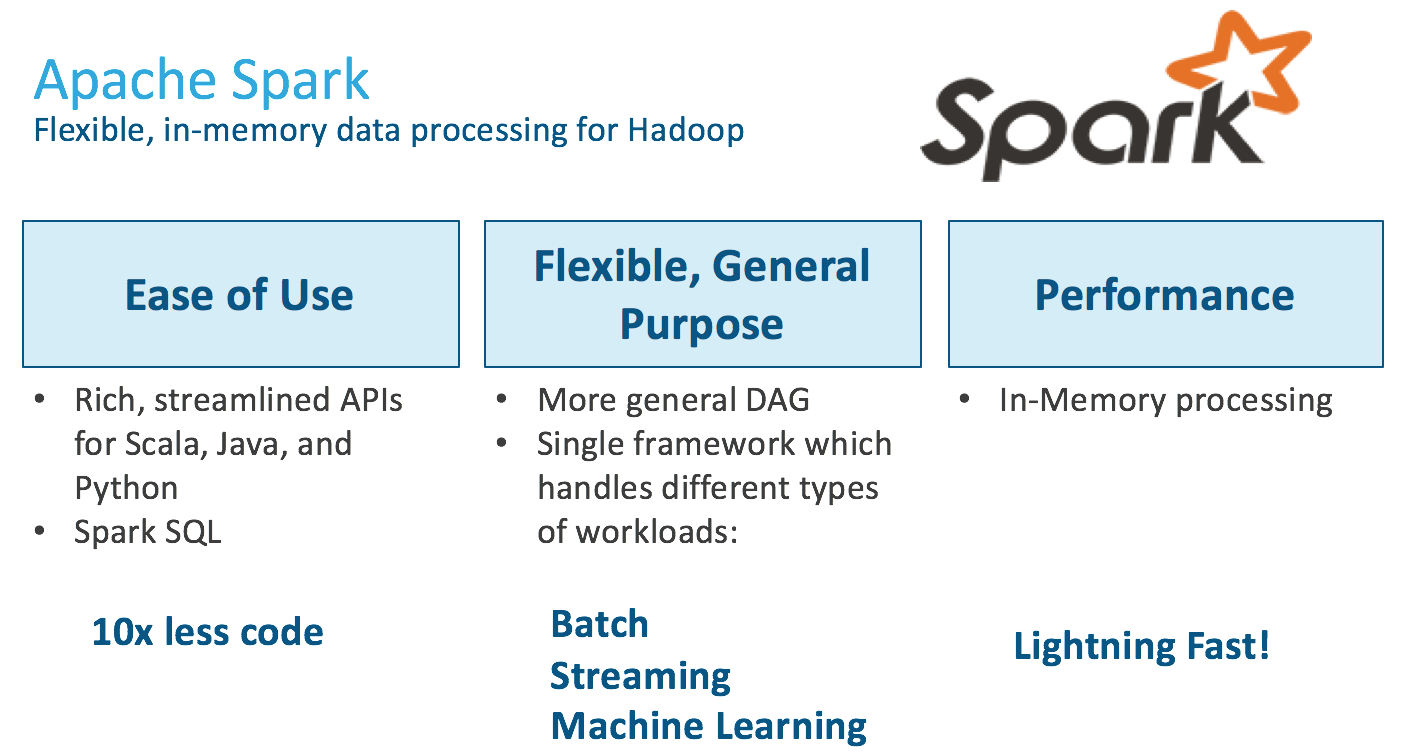 Apache Spark
Flexible, in-memory data processing for Hadoop
Spark
Ease of Use
• Rich, streamlined APIs
for Scala, Java, and
Python
• Spark SQL
10x less code
Flexible, General
Purpose
• More general DAG
• Single framework which
handles different types
of workloads:
Batch
Streaming
Machine Learning
Performance
• In-Memory processing
Lightning Fast!